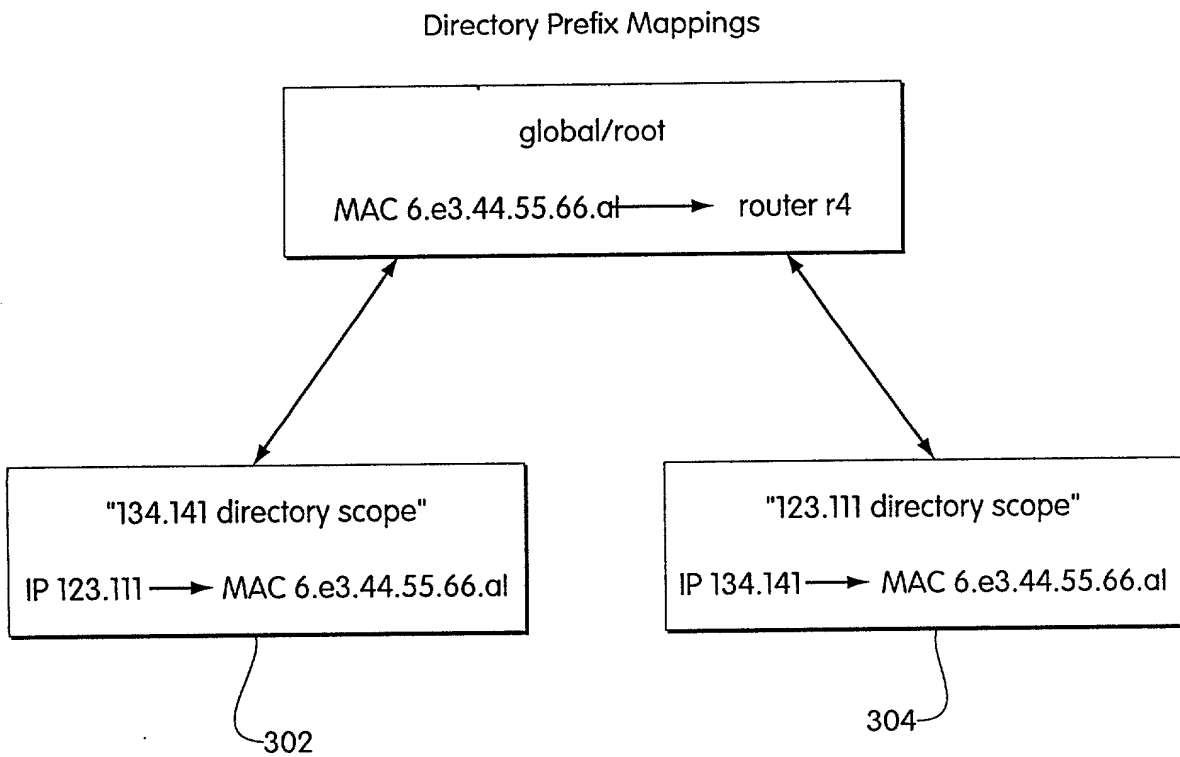 Directory Prefix Mappings
global/root
MAC 6.e3.44.55.66.al → router r4
"134.141 directory scope"
IP 123.111 → MAC 6.e3.44.55.66.al
"123.111 directory scope"
IP 134.141 → MAC 6.e3.44.55.66.al
302
304